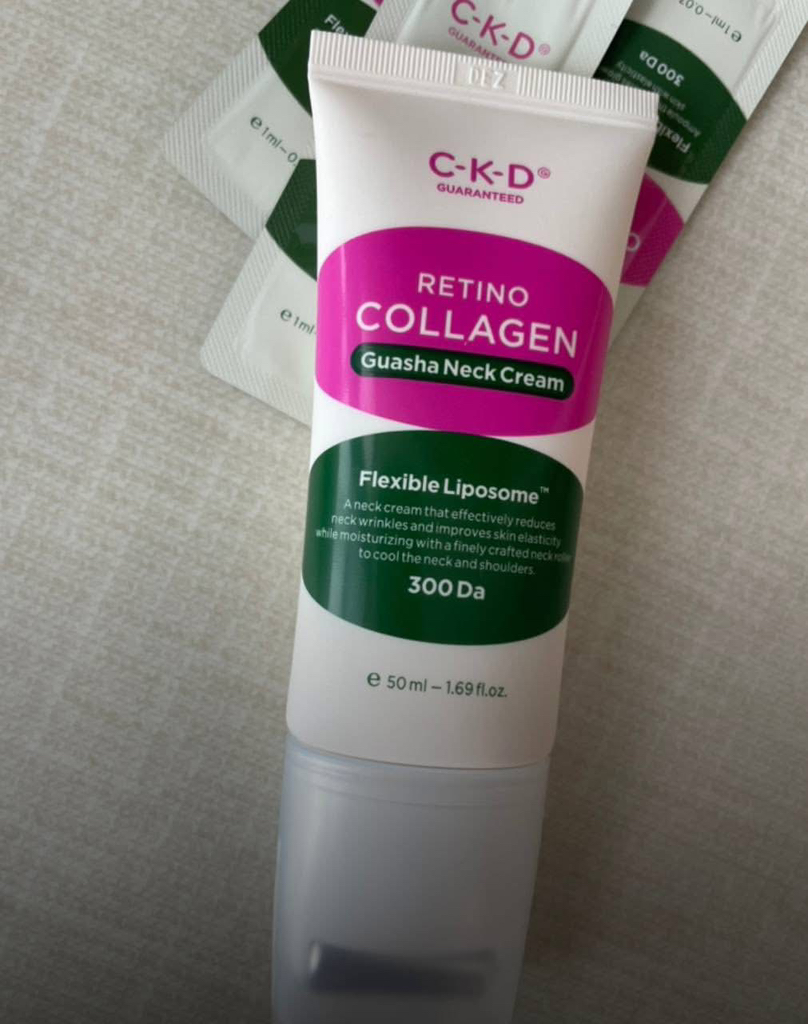 C-K-D®
GUARANTEED
300 Da
e 1ml-0
e 1ml
DEZ
C-K-D®
GUARANTEED
RETINO
COLLAGEN
Guasha Neck Cream
Flexible Liposome™
A neck cream that effectively reduces
neck wrinkles and improves skin elasticity
while moisturizing with a finely crafted neck
to cool the neck and shoulders.
300 Da
e 50 ml – 1.69 fl.oz.